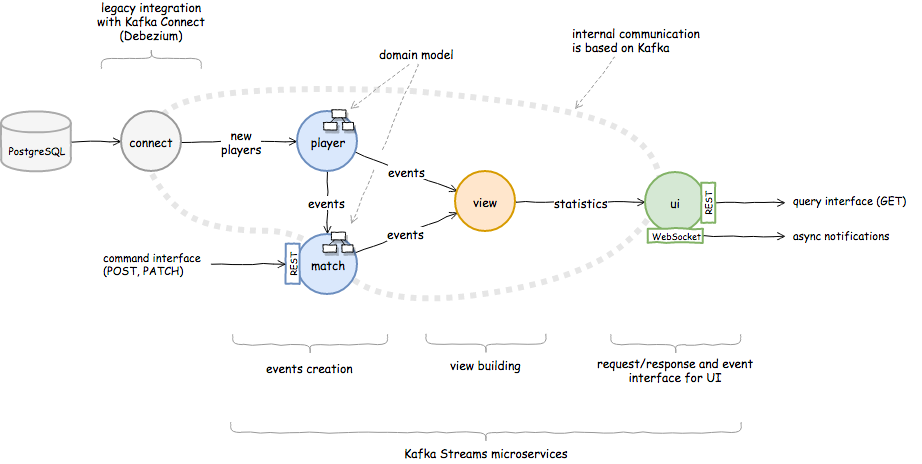 legacy integration
with Kafka Connect
(Debezium)
internal communication
is based on Kafka
domain model
PostgreSQL
connect
new
players
player
events
events
view
statistics
ui
REST
query interface (GET)
WebSocket
async notifications
events
command interface
(POST, PATCH)
REST
match
events creation
view building
request/response and event
interface for UI
Kafka Streams microservices